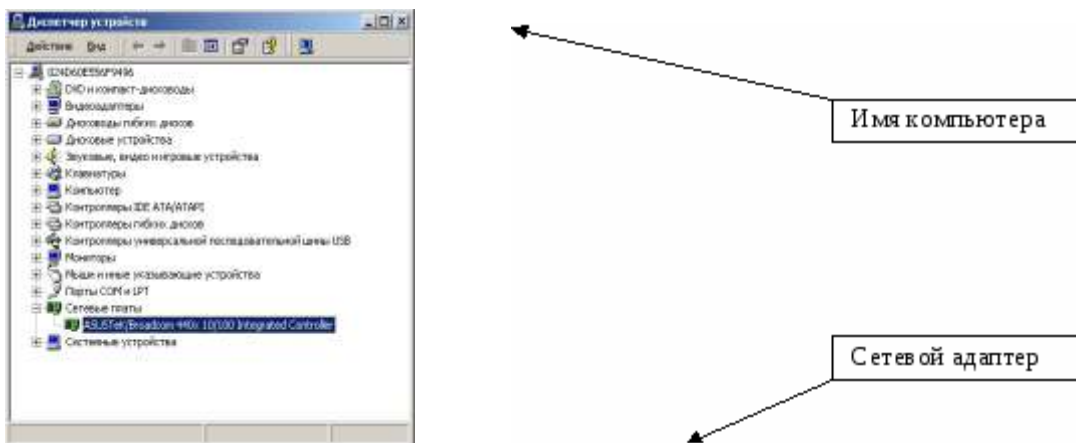 Диспетчер устройств
Действие Вид
DVD и компакт-дисководы
Видеоадаптеры
Дисководы гибких дисков
Дисковые устройства
Звуковые, видео и игровые устройства
Клавиатуры
Компьютер
Контроллеры IDE ATA/ATAPI
Контроллеры гибких дисков
Контроллеры универсальной последовательной шины USB
Мониторы
Мыши и иные указывающие устройства
Порты COM и LPT
Сетевые платы
ASUSTeK/Broadcom 440x 10/100 Integrated Controller
Системные устройства
Имя компьютера
Сетевой адаптер